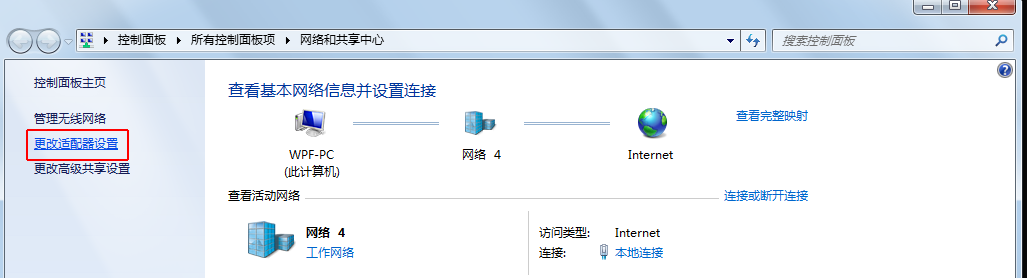 控制面板 所有控制面板项 网络和共享中心 搜索控制面板
控制面板主页
管理无线网络
更改适配器设置
更改高级共享设置
查看基本网络信息并设置连接
查看完整映射
WPF-PC 网络 4 Internet
(此计算机)
查看活动网络 连接或断开连接
网络 4
工作网络
访问类型: Internet
连接: 本地连接